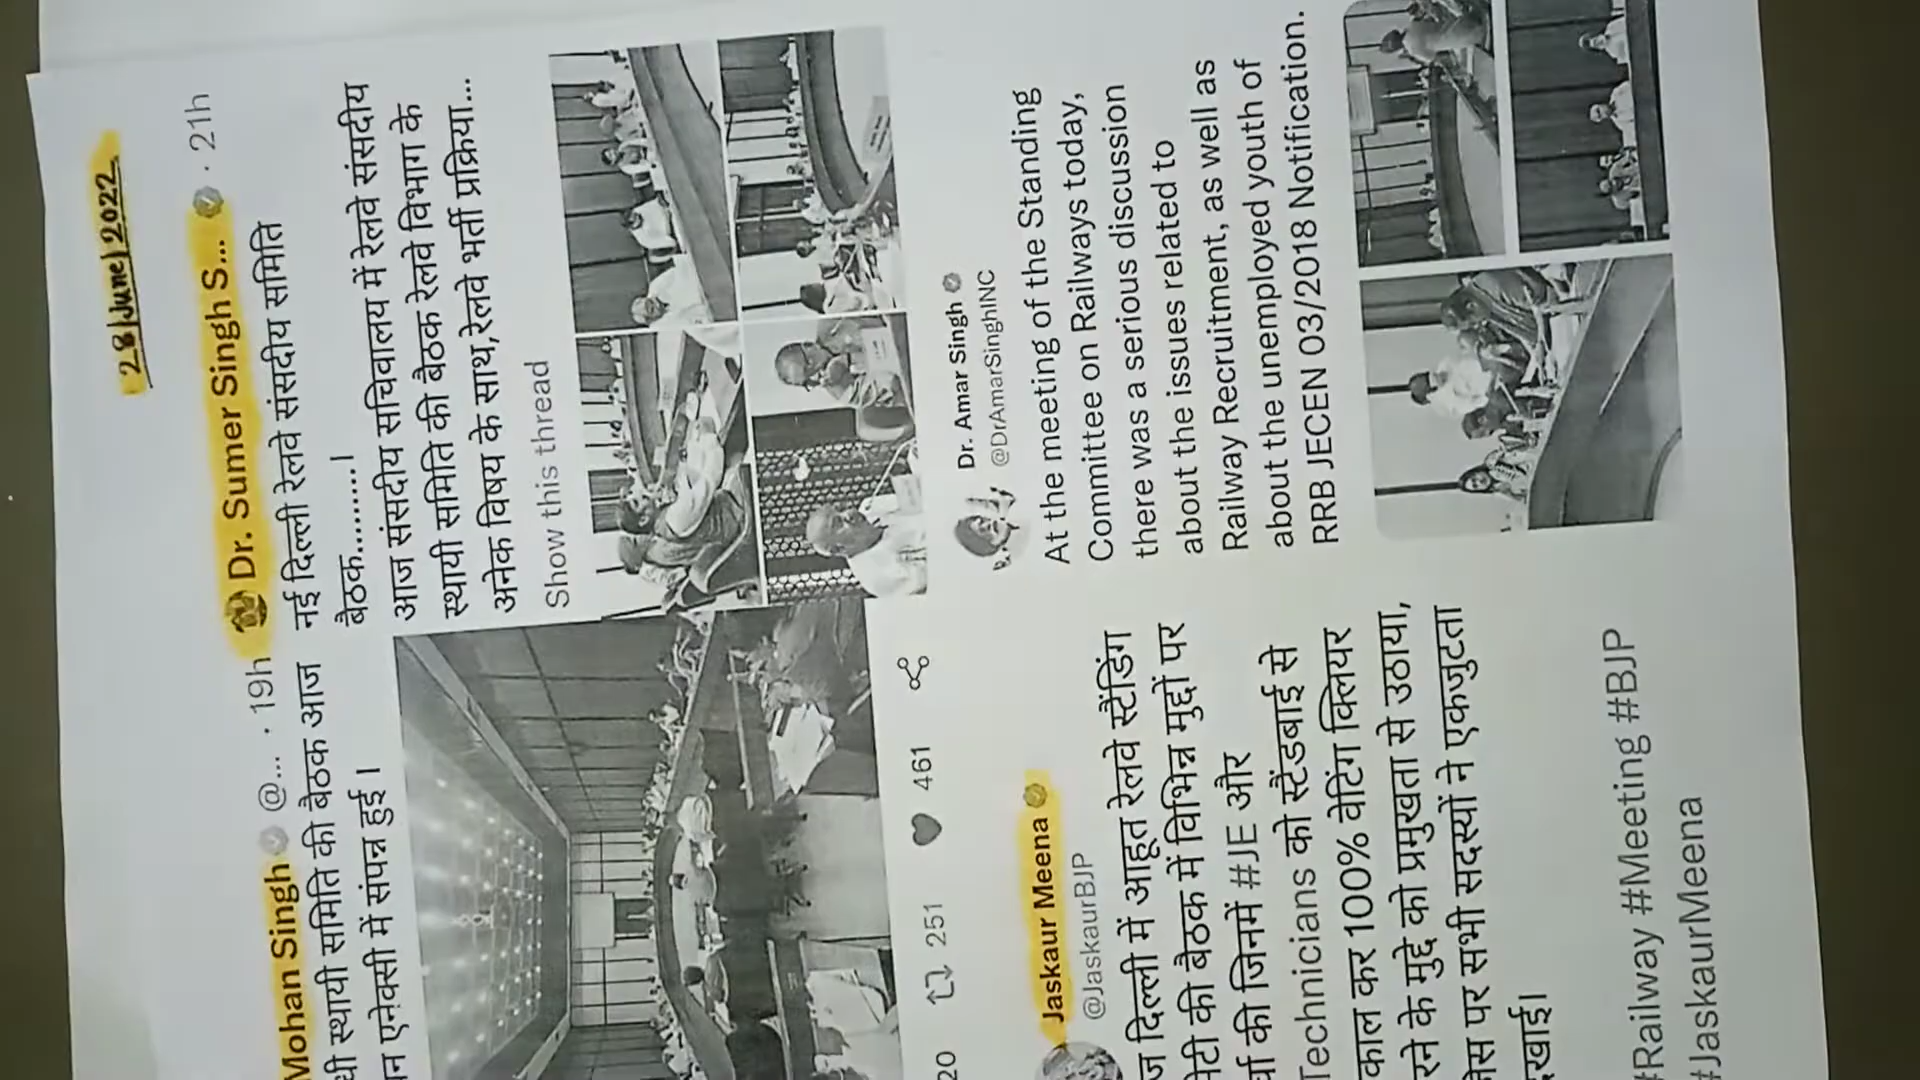 28/June/2022
Mohan Singh @... · 19h
स्थायी समिति की बैठक आज
एनेक्सी में संपन्न हुई ।
20 251 461
Dr. Sumer Singh S... · 21h
नई दिल्ली रेलवे संसदीय समिति
बैठक.........।
आज संसदीय सचिवालय में रेलवे संसदीय
स्थायी समिति की बैठक रेलवे विभाग के
अनेक विषय के साथ,रेलवे भर्ती प्रक्रिया...
Show this thread
Jaskaur Meena
@JaskaurBJP
दिल्ली में आहूत रेलवे स्टैंडिंग
की बैठक में विभिन्न मुद्दों पर
की जिनमें #JE और
Technicians को स्टैंडबाई से
कर 100% वेटिंग क्लियर
के मुद्दे को प्रमुखता से उठाया,
पर सभी सदस्यों ने एकजुटता
#Railway #Meeting #BJP
#JaskaurMeena
Dr. Amar Singh
@DrAmarSinghINC
At the meeting of the Standing
Committee on Railways today,
there was a serious discussion
about the issues related to
Railway Recruitment, as well as
about the unemployed youth of
RRB JECEN 03/2018 Notification.